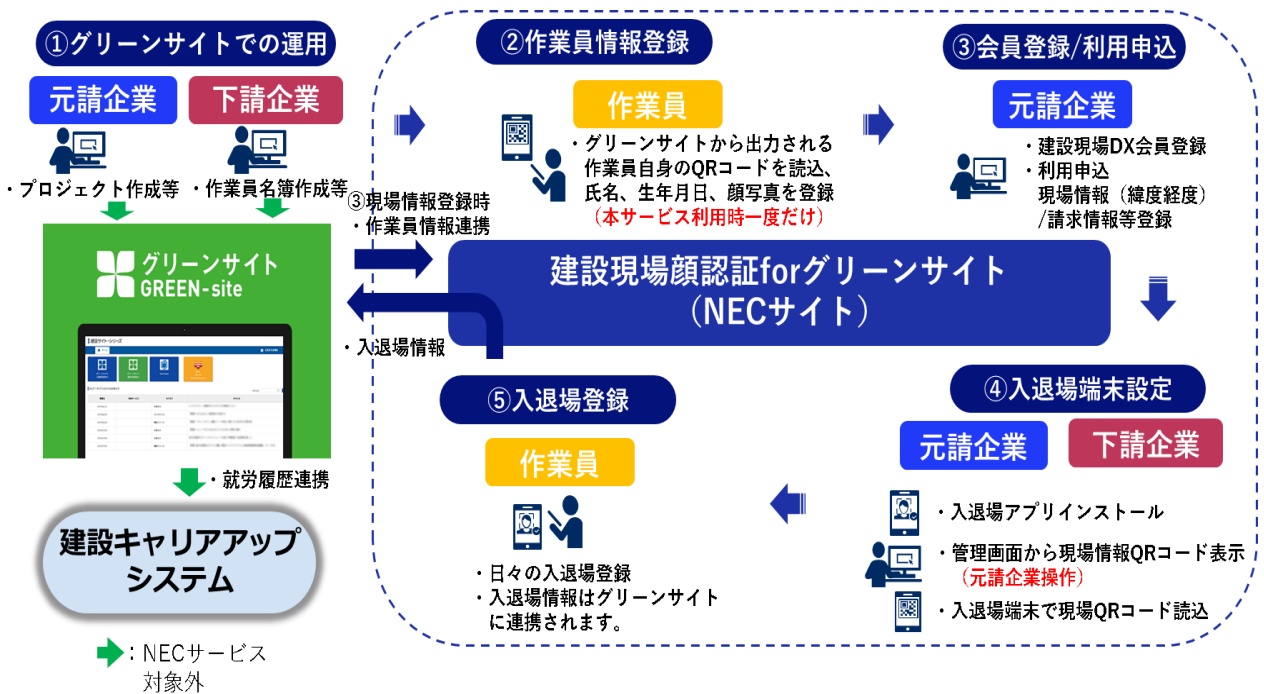 ①グリーンサイトでの運用
元請企業
下請企業
・プロジェクト作成等
・作業員名簿作成等
グリーンサイト
GREEN-site
・就労履歴連携
建設キャリアアップ
システム
：NECサービス
対象外
③現場情報登録時
・作業員情報連携
・入退場情報
②作業員情報登録
作業員
・グリーンサイトから出力される
作業員自身のQRコードを読込、
氏名、生年月日、顔写真を登録
（本サービス利用時一度だけ）
③会員登録/利用申込
元請企業
・建設現場DX会員登録
・利用申込
現場情報（緯度経度）
/請求情報等登録
建設現場顔認証forグリーンサイト
（NECサイト）
④入退場端末設定
元請企業
下請企業
・入退場アプリインストール
・管理画面から現場情報QRコード表示
（元請企業操作）
・入退場端末で現場QRコード読込
⑤入退場登録
作業員
・日々の入退場登録
・入退場情報はグリーンサイト
に連携されます。